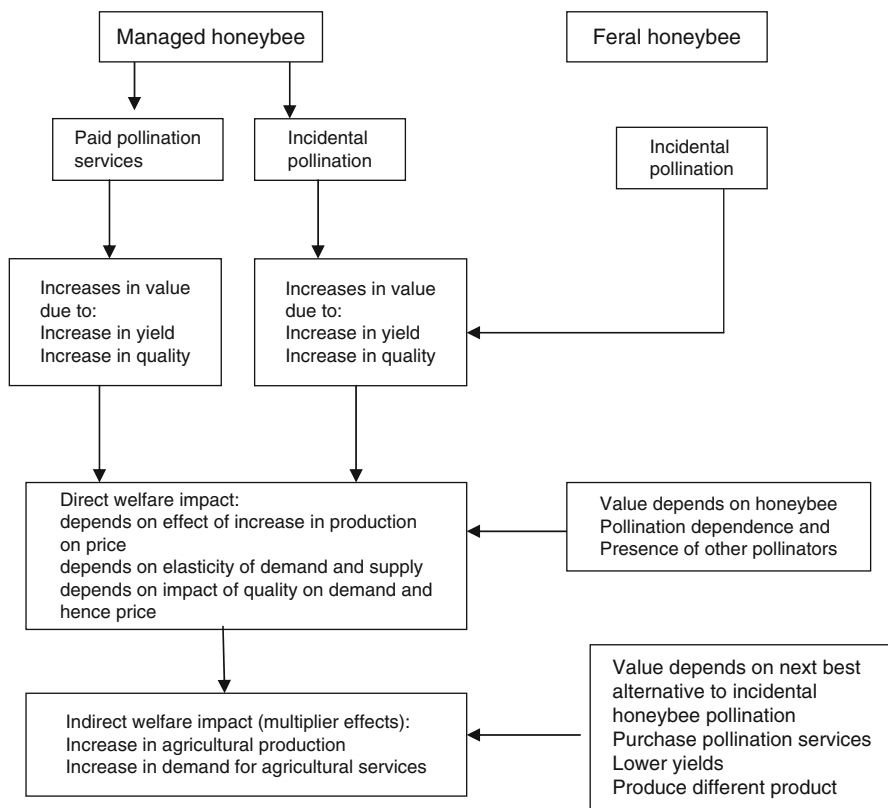 Managed honeybee
Feral honeybee
Paid pollination
services
Incidental
pollination
Incidental
pollination
Increases in value
due to:
Increase in yield
Increase in quality
Increases in value
due to:
Increase in yield
Increase in quality
Direct welfare impact:
depends on effect of increase in production
on price
depends on elasticity of demand and supply
depends on impact of quality on demand and
hence price
Value depends on honeybee
Pollination dependence and
Presence of other pollinators
Indirect welfare impact (multiplier effects):
Increase in agricultural production
Increase in demand for agricultural services
Value depends on next best
alternative to incidental
honeybee pollination
Purchase pollination services
Lower yields
Produce different product